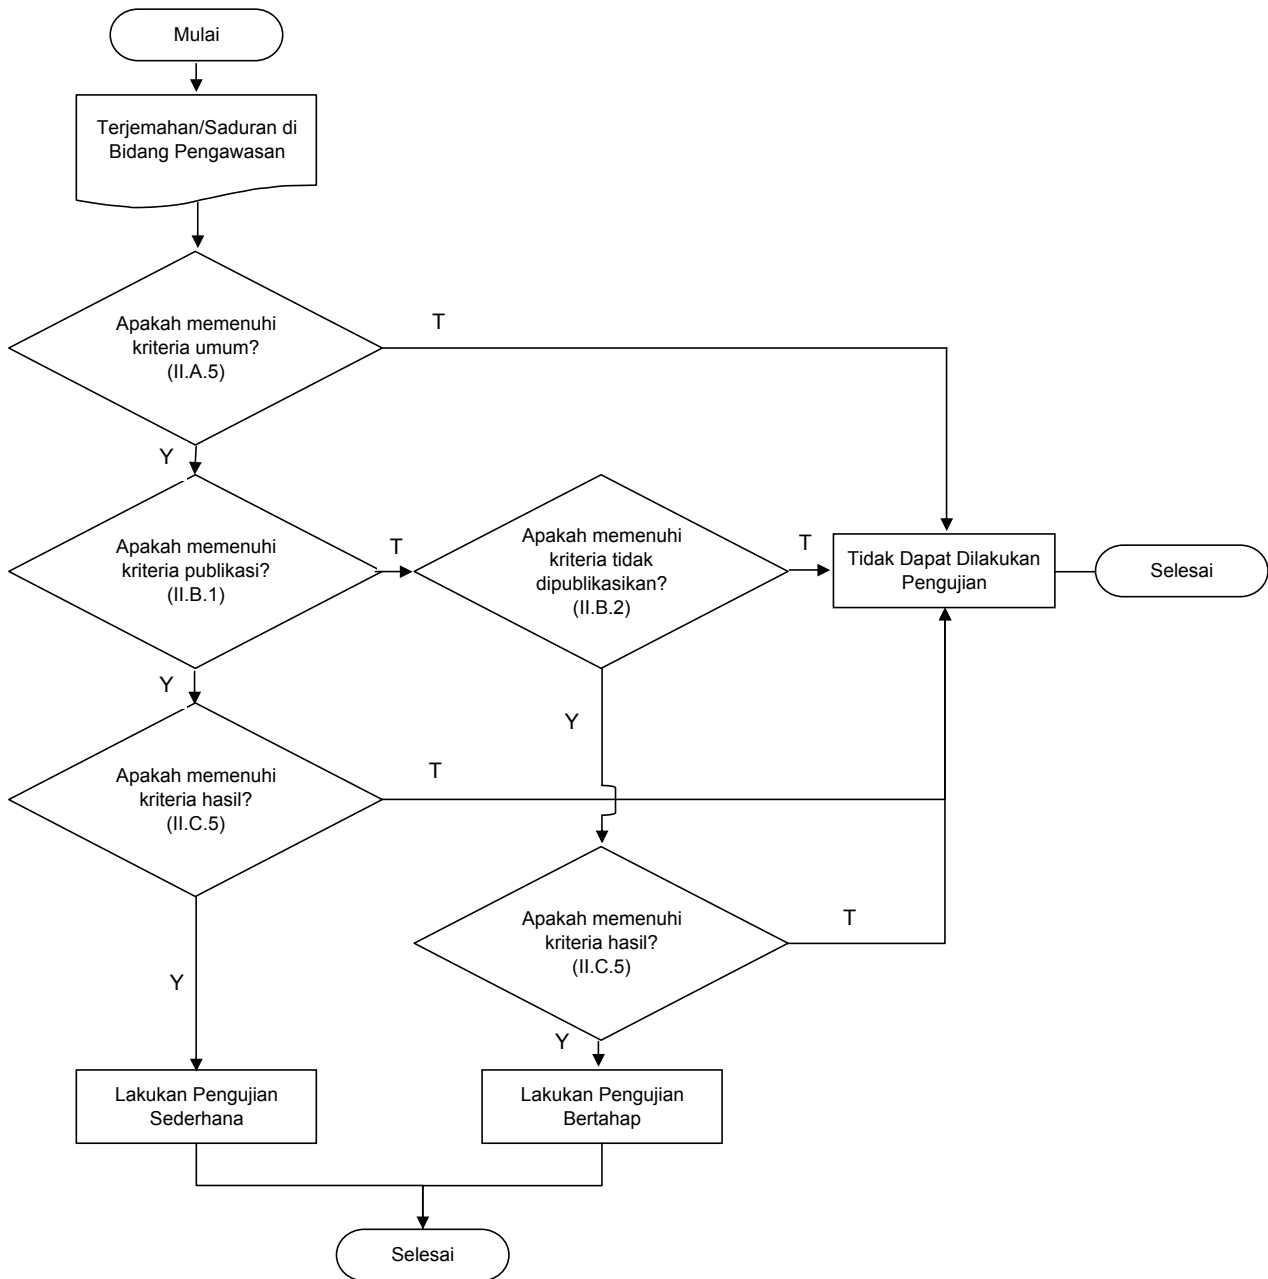 Mulai
Terjemahan/Saduran di
Bidang Pengawasan
Apakah memenuhi
kriteria umum?
(II.A.5)
T
Y
Apakah memenuhi
kriteria publikasi?
(II.B.1)
T
Apakah memenuhi
kriteria tidak
dipublikasikan?
(II.B.2)
T
Tidak Dapat Dilakukan
Pengujian
Selesai
Y
Y
Apakah memenuhi
kriteria hasil?
(II.C.5)
T
Apakah memenuhi
kriteria hasil?
(II.C.5)
T
Y
Y
Lakukan Pengujian
Sederhana
Lakukan Pengujian
Bertahap
Selesai